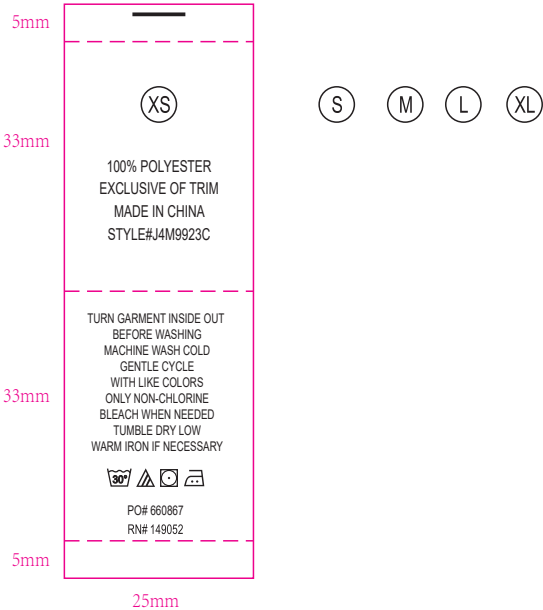 5mm
XS
S M L XL
33mm
100% POLYESTER
EXCLUSIVE OF TRIM
MADE IN CHINA
STYLE#J4M9923C
TURN GARMENT INSIDE OUT
BEFORE WASHING
MACHINE WASH COLD
GENTLE CYCLE
WITH LIKE COLORS
33mm
ONLY NON-CHLORINE
BLEACH WHEN NEEDED
TUMBLE DRY LOW
WARM IRON IF NECESSARY
30°
PO# 660867
RN# 149052
5mm
25mm